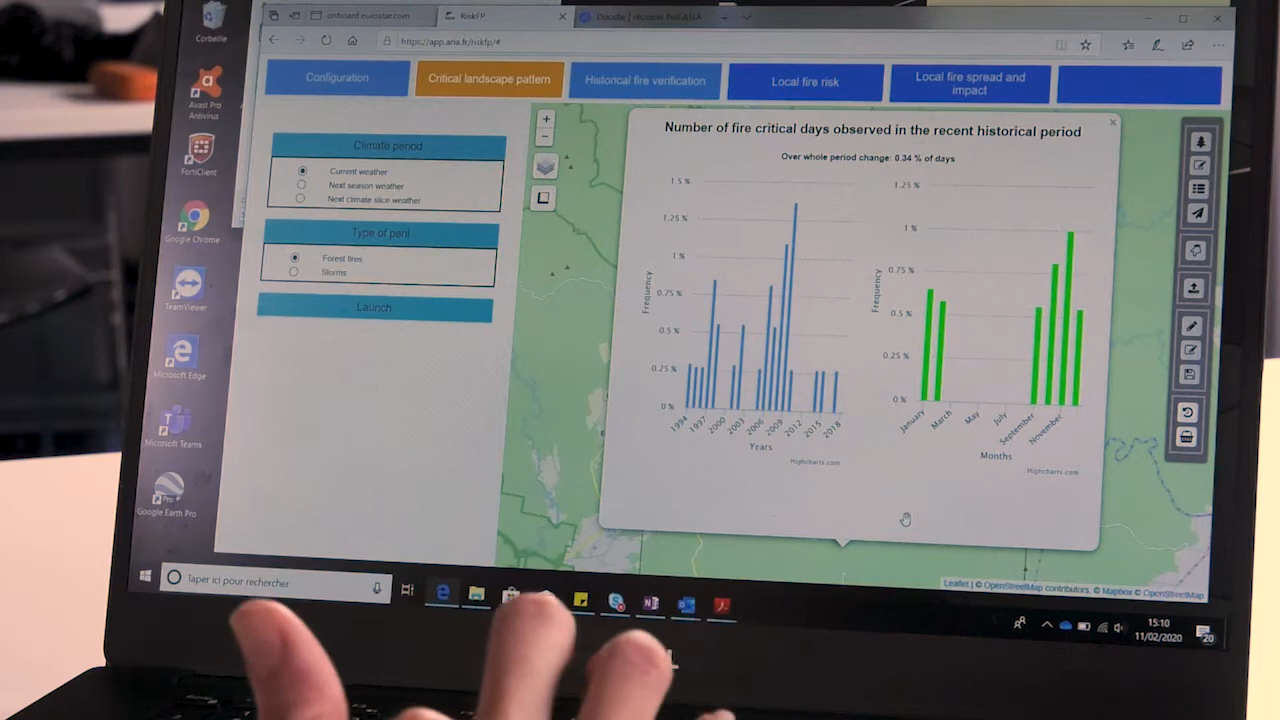 onboard.eurostar.com
RiskFP
Doodle | réunion PollEASIA
https://app.aria.fr/riskfp/#
Configuration
Critical landscape pattern
Historical fire verification
Local fire risk
Local fire spread and
impact
Corbeille
Avast Pro
Antivirus
FortiClient
Google Chrome
TeamViewer
Microsoft Edge
Microsoft Teams
Google Earth Pro
Climate period
Current weather
Next season weather
Next climate slice weather
Type of peril
Forest fires
Storms
Launch
+
−
Number of fire critical days observed in the recent historical period
Over whole period change: 0.34 % of days
Frequency
1.5 %
1.25 %
1 %
0.75 %
0.5 %
0.25 %
0 %
1994
1997
2000
2003
2006
2009
2012
2015
2018
Years
Highcharts.com
Frequency
1.25 %
1 %
0.75 %
0.5 %
0.25 %
0 %
January
March
May
July
September
November
Months
Highcharts.com
Leaflet | © OpenStreetMap contributors. © Mapbox © OpenStreetMap
Taper ici pour rechercher
15:10
11/02/2020
20